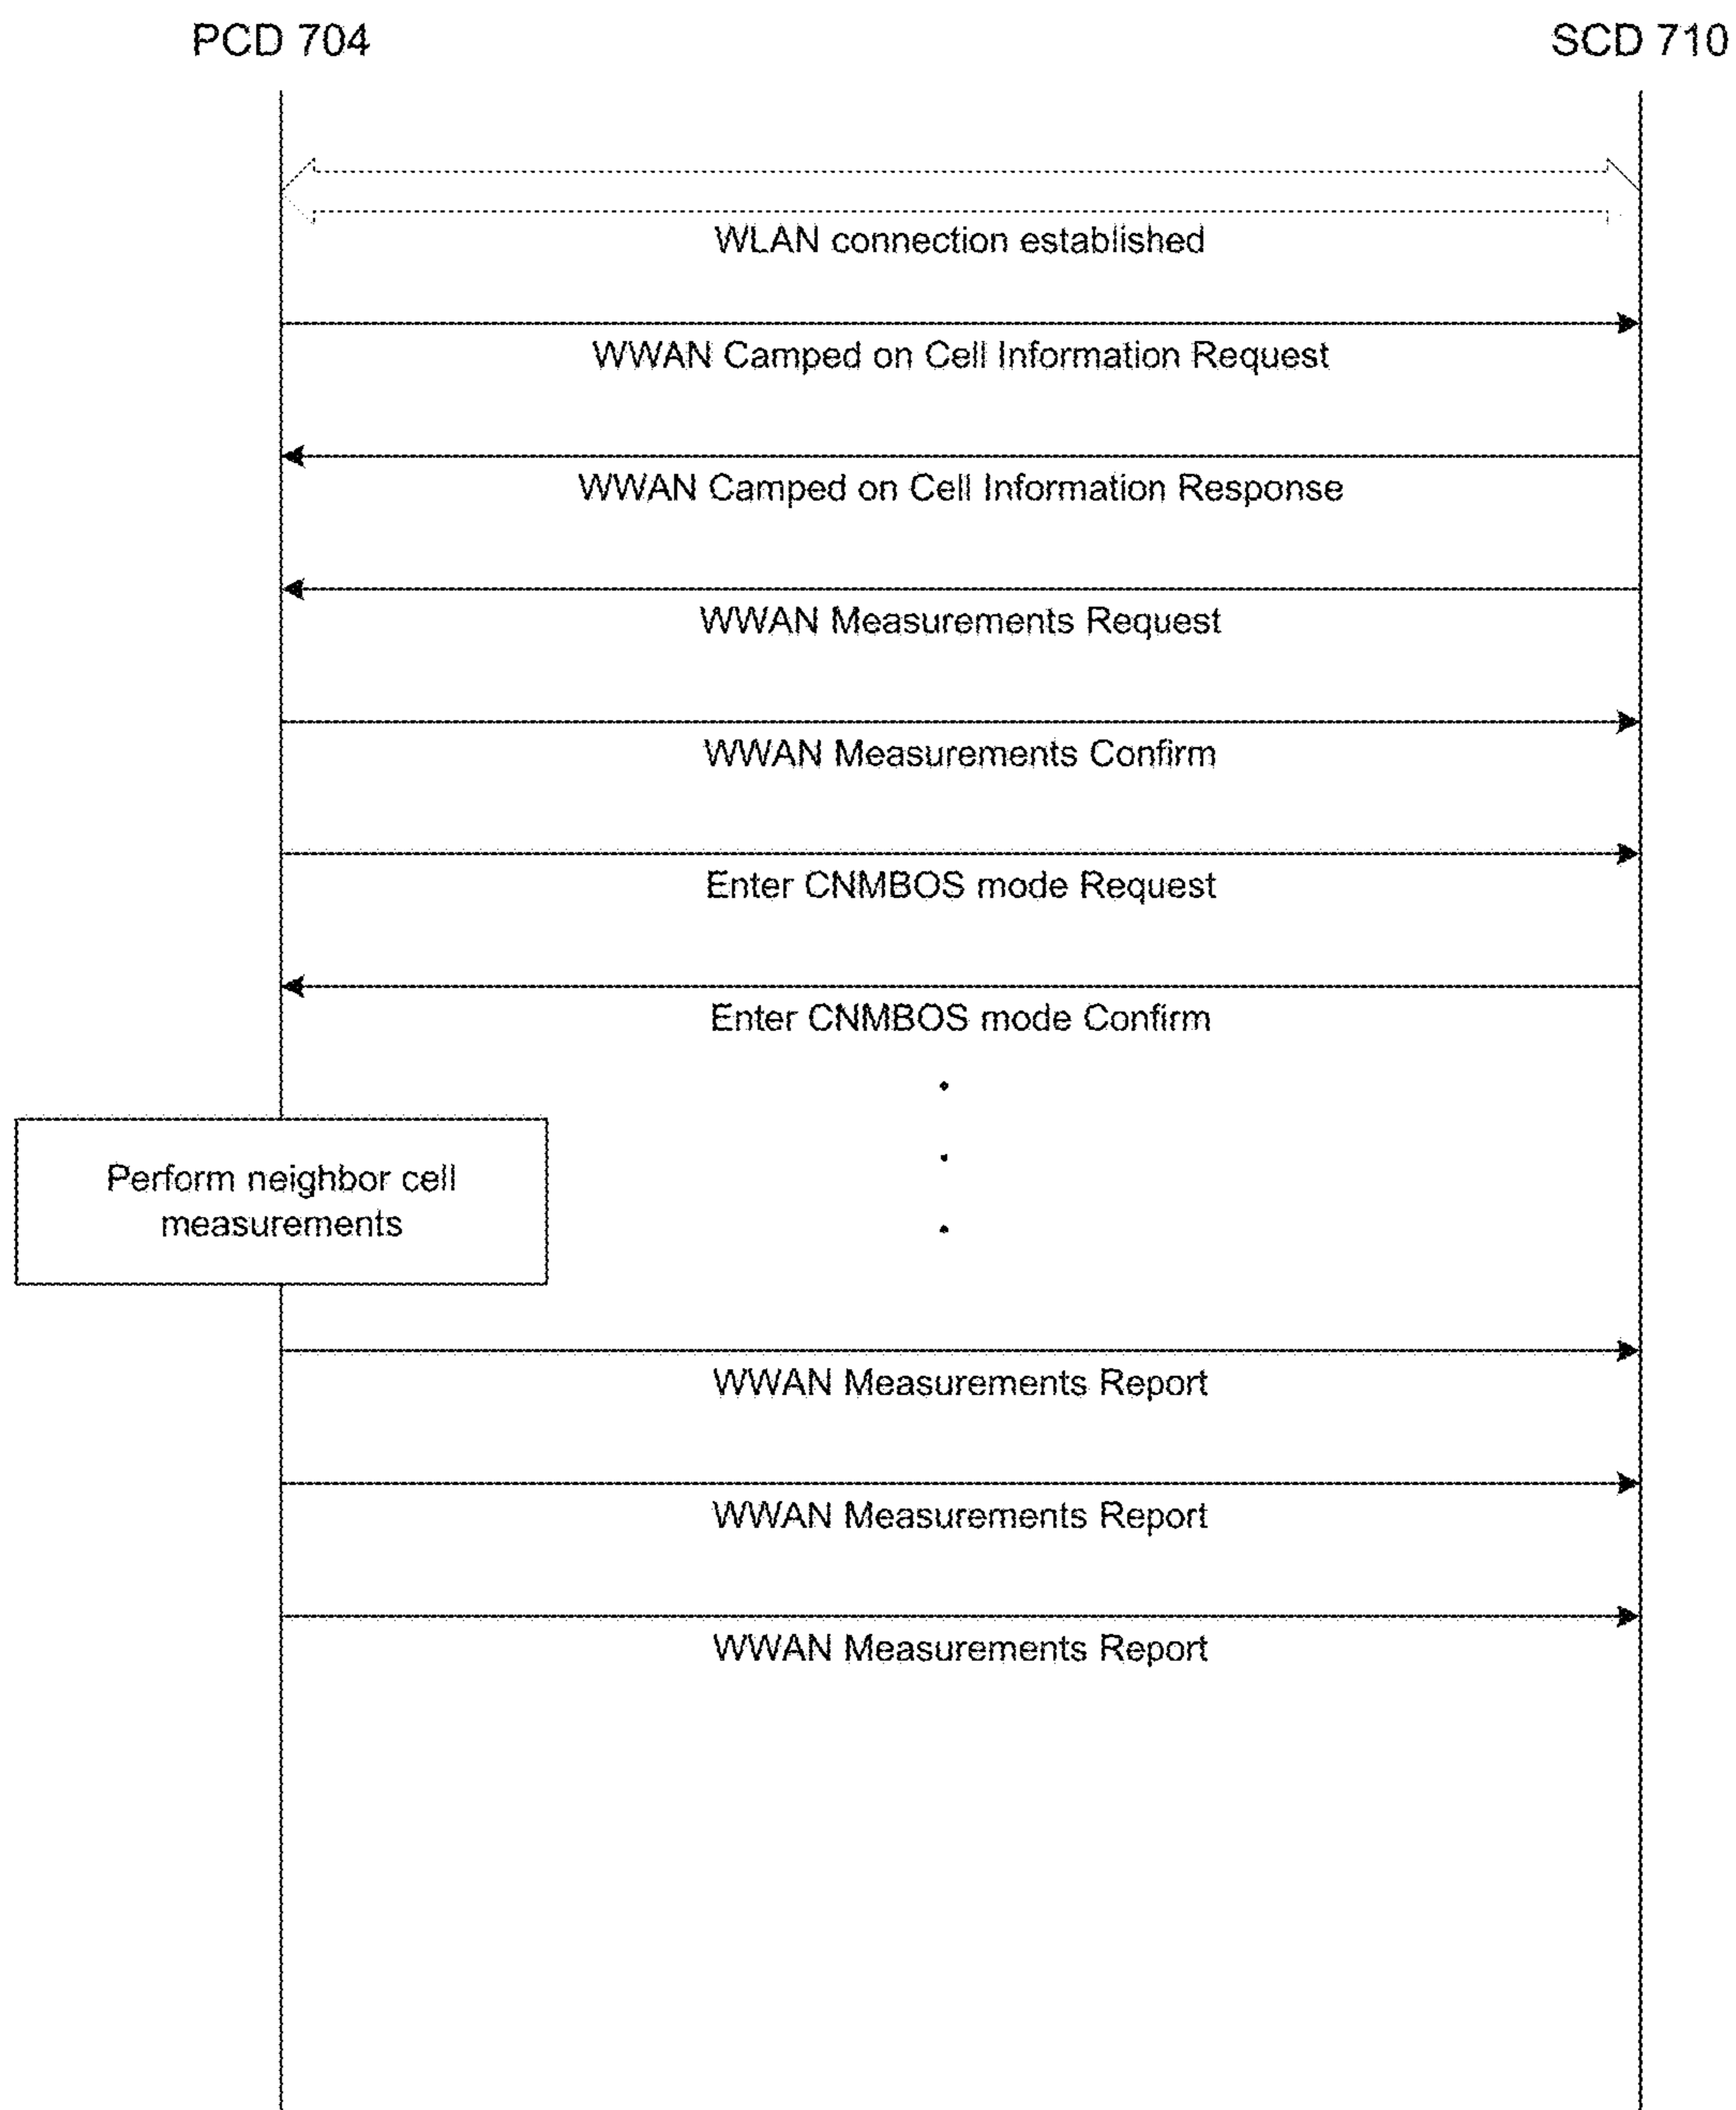 PCD 704
SCD 710
WLAN connection established
WWAN Camped on Cell Information Request
WWAN Camped on Cell Information Response
WWAN Measurements Request
WWAN Measurements Confirm
Enter CNMBOS mode Request
Enter CNMBOS mode Confirm
Perform neighbor cell
measurements
WWAN Measurements Report
WWAN Measurements Report
WWAN Measurements Report